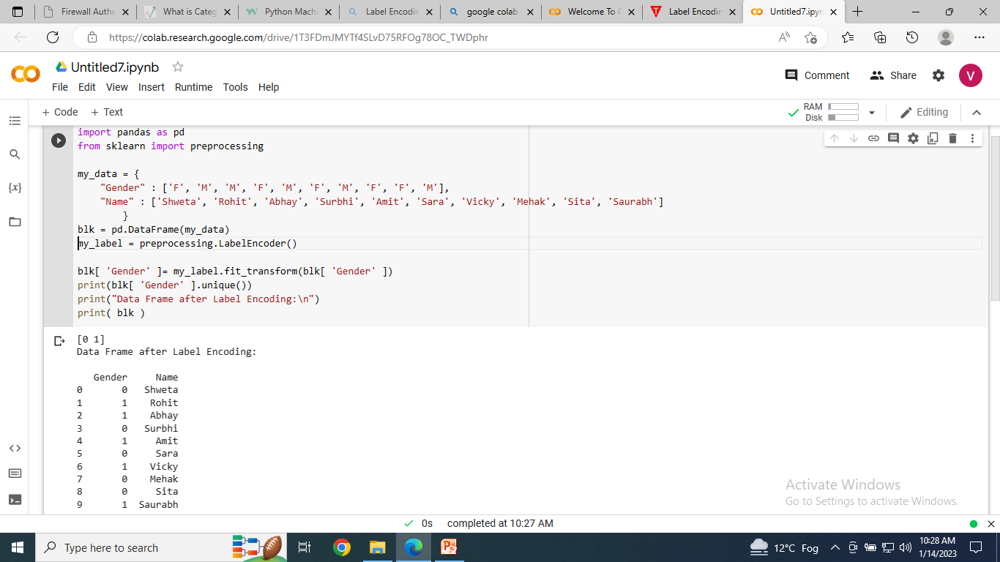 Firewall Authe
What is Categ
Python Mach
Label Encodin
google colab
Welcome To C
Label Encodin
Untitled7.ipyn
https://colab.research.google.com/drive/1T3FDmJMYTf4SLvD75RFOg78OC_TWDphr
Untitled7.ipynb
Comment
Share
V
File Edit View Insert Runtime Tools Help
+ Code + Text
RAM
Disk
Editing
import pandas as pd
from sklearn import preprocessing
my_data = {
"Gender" : ['F', 'M', 'M', 'F', 'M', 'F', 'M', 'F', 'F', 'M'],
"Name" : ['Shweta', 'Rohit', 'Abhay', 'Surbhi', 'Amit', 'Sara', 'Vicky', 'Mehak', 'Sita', 'Saurabh']
}
blk = pd.DataFrame(my_data)
my_label = preprocessing.LabelEncoder()
blk[ 'Gender' ]= my_label.fit_transform(blk[ 'Gender' ])
print(blk[ 'Gender' ].unique())
print("Data Frame after Label Encoding:\n")
print( blk )
[0 1]
Data Frame after Label Encoding:
Gender Name
0 0 Shweta
1 1 Rohit
2 1 Abhay
3 0 Surbhi
4 1 Amit
5 0 Sara
6 1 Vicky
7 0 Mehak
8 0 Sita
9 1 Saurabh
Activate Windows
Go to Settings to activate Windows.
0s completed at 10:27 AM
Type here to search
12°C Fog
10:28 AM
1/14/2023